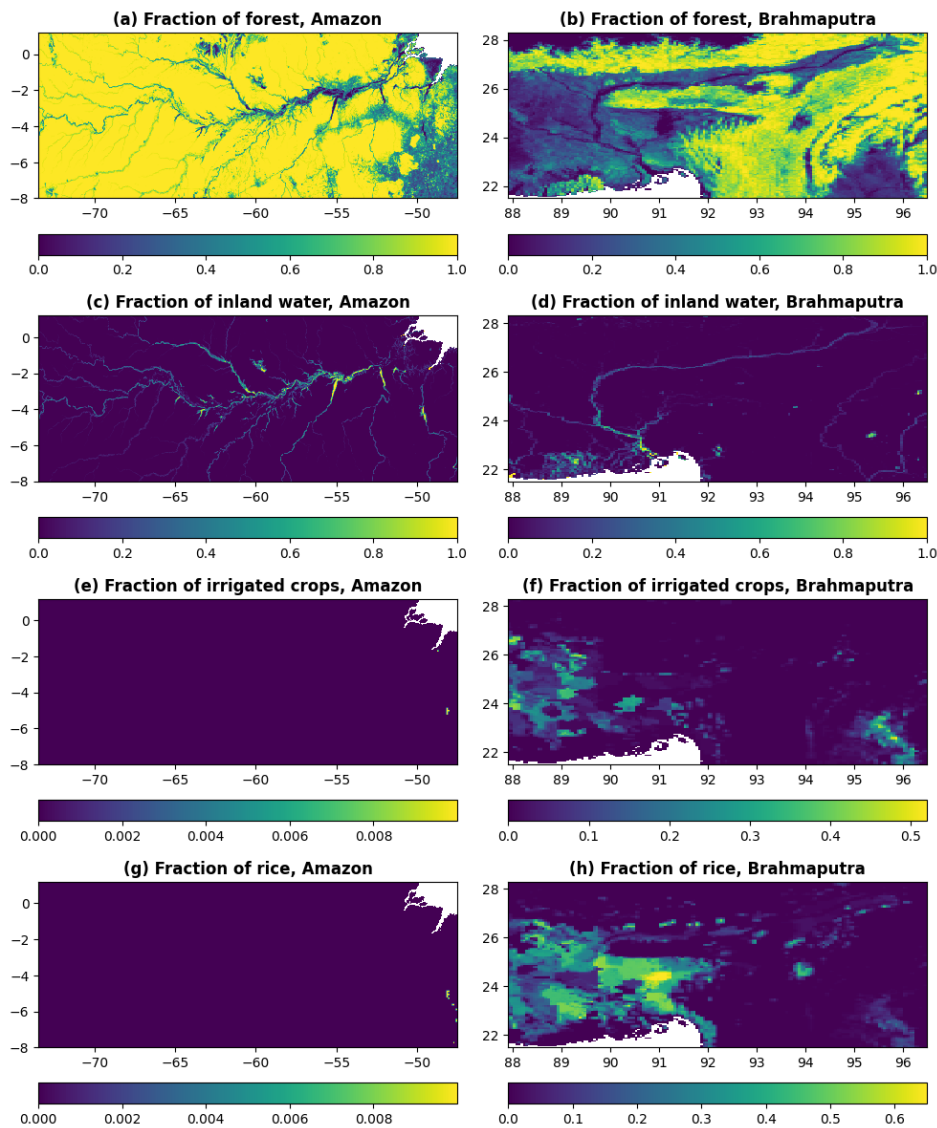 (a) Fraction of forest, Amazon
0
−2
−4
−6
−8
−70 −65 −60 −55 −50
0.0 0.2 0.4 0.6 0.8 1.0
(b) Fraction of forest, Brahmaputra
28
26
24
22
88 89 90 91 92 93 94 95 96
0.0 0.2 0.4 0.6 0.8 1.0
(c) Fraction of inland water, Amazon
0
−2
−4
−6
−8
−70 −65 −60 −55 −50
0.0 0.2 0.4 0.6 0.8 1.0
(d) Fraction of inland water, Brahmaputra
28
26
24
22
88 89 90 91 92 93 94 95 96
0.0 0.2 0.4 0.6 0.8 1.0
(e) Fraction of irrigated crops, Amazon
0
−2
−4
−6
−8
−70 −65 −60 −55 −50
0.000 0.002 0.004 0.006 0.008
(f) Fraction of irrigated crops, Brahmaputra
28
26
24
22
88 89 90 91 92 93 94 95 96
0.0 0.1 0.2 0.3 0.4 0.5
(g) Fraction of rice, Amazon
0
−2
−4
−6
−8
−70 −65 −60 −55 −50
0.000 0.002 0.004 0.006 0.008
(h) Fraction of rice, Brahmaputra
28
26
24
22
88 89 90 91 92 93 94 95 96
0.0 0.1 0.2 0.3 0.4 0.5 0.6